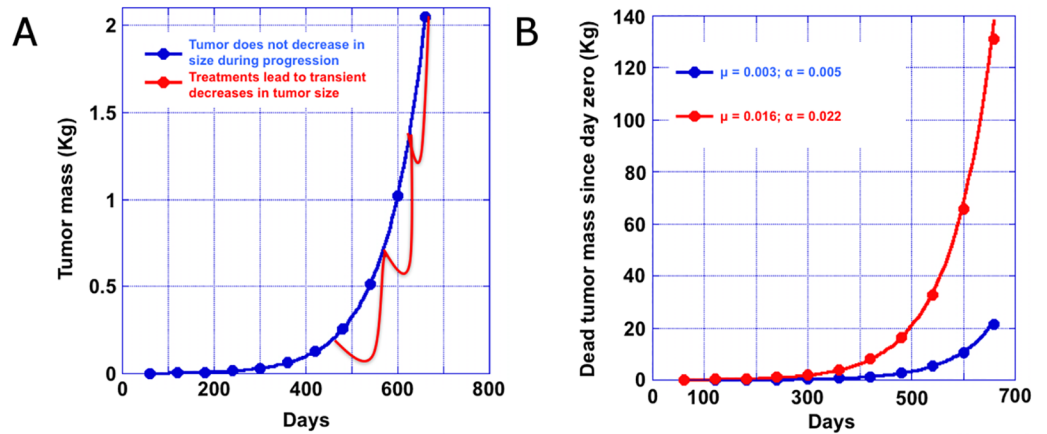 A
Tumor mass (Kg)
2
1.5
1
0.5
0
Tumor does not decrease in
size during progression
Treatments lead to transient
decreases in tumor size
0
200
400
600
800
Days
B
Dead tumor mass since day zero (Kg)
140
120
100
80
60
40
20
0
μ = 0.003; α = 0.005
μ = 0.016; α = 0.022
0
100
300
500
700
Days